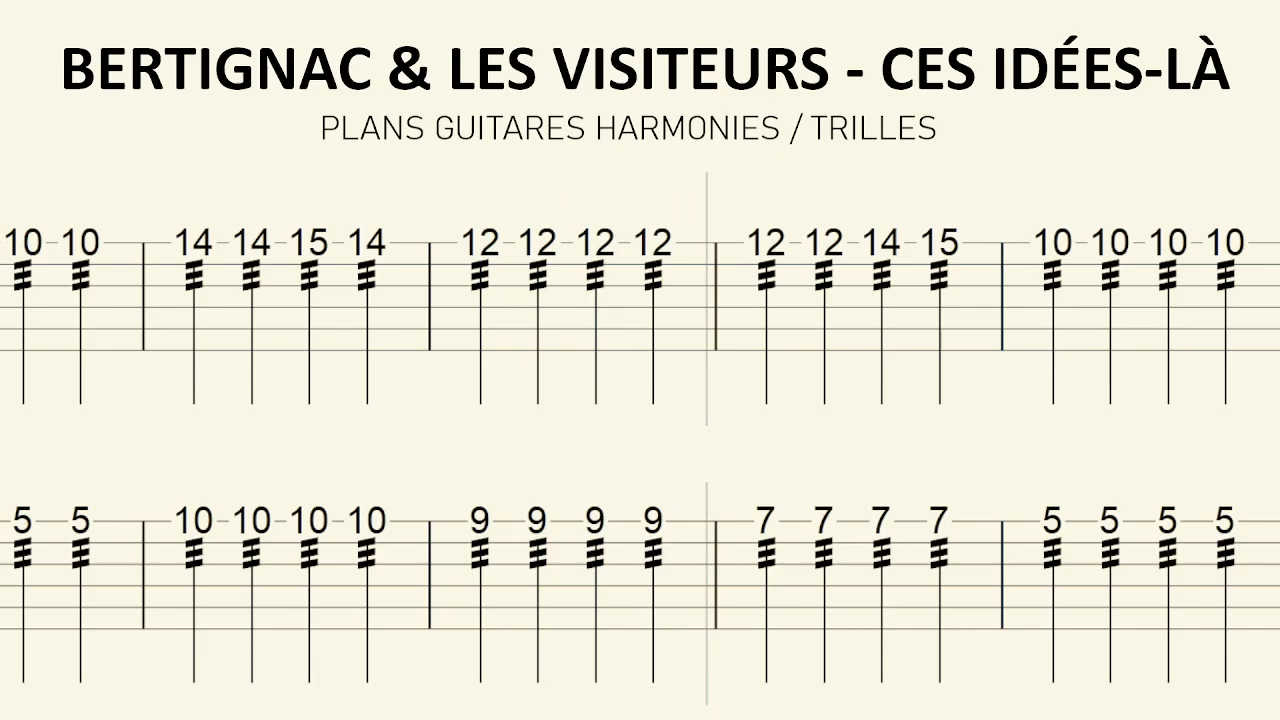 BERTIGNAC & LES VISITEURS - CES IDÉES-LÀ
PLANS GUITARES HARMONIES / TRILLES
10 10 14 14 15 14 12 12 12 12 12 12 14 15 10 10 10 10
5 5 10 10 10 10 9 9 9 9 7 7 7 7 5 5 5 5